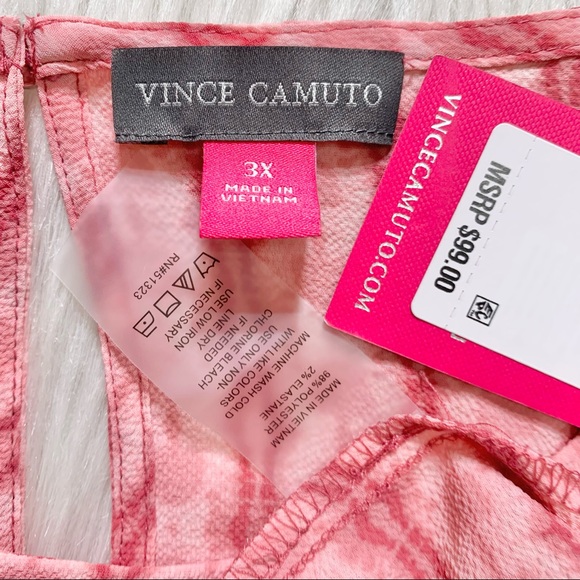 VINCE CAMUTO
3X
MADE IN
VIETNAM
VINCECAMUTO.COM
MSRP $99.00
MADE IN VIETNAM
98% POLYESTER
2% ELASTANE
MACHINE WASH COLD
WITH LIKE COLORS
USE ONLY NON-
CHLORINE BLEACH
IF NEEDED
LINE DRY
USE LOW IRON
IF NECESSARY
RN#51323